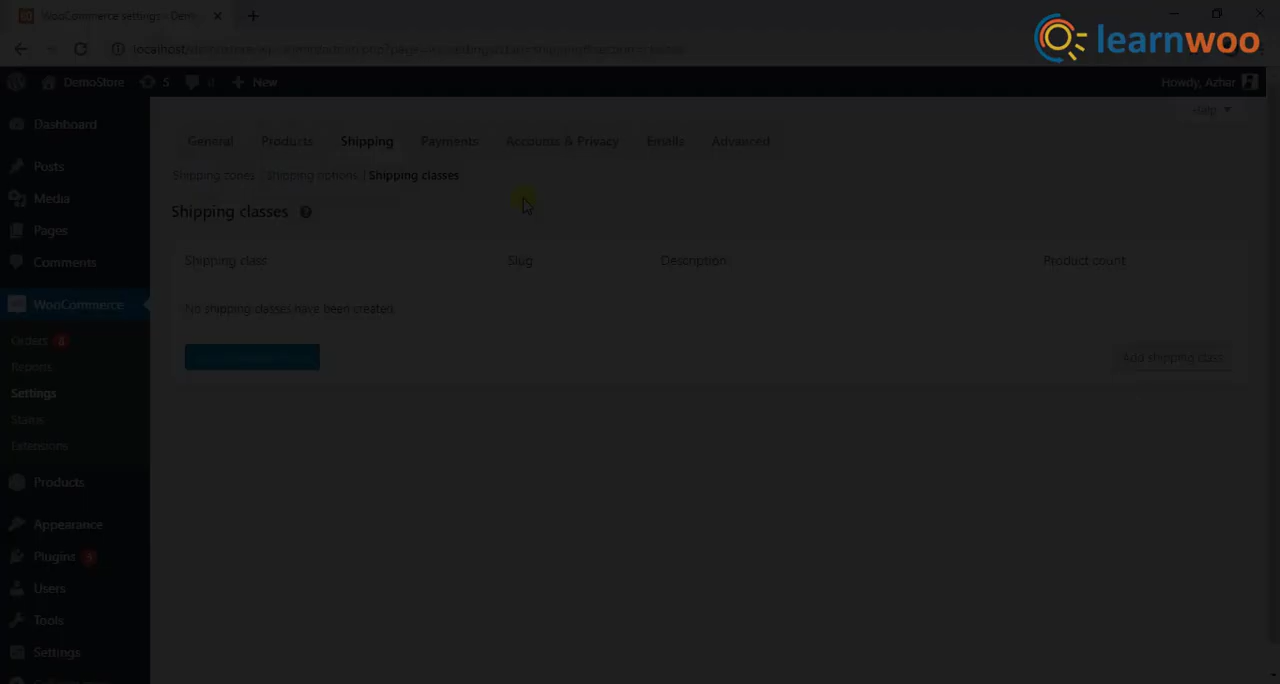 WooCommerce settings - Demo
learnwoo
DemoStore 5 0 New
Howdy, Azhar
Help
Dashboard
Posts
Media
Pages
Comments
WooCommerce
Orders 8
Reports
Settings
Status
Extensions
Products
Appearance
Plugins
Users
Tools
Settings
General Products Shipping Payments Accounts & Privacy Emails Advanced
Shipping zones | Shipping options | Shipping classes
Shipping classes
Shipping class Slug Description Product count
No shipping classes have been created.
Add shipping class